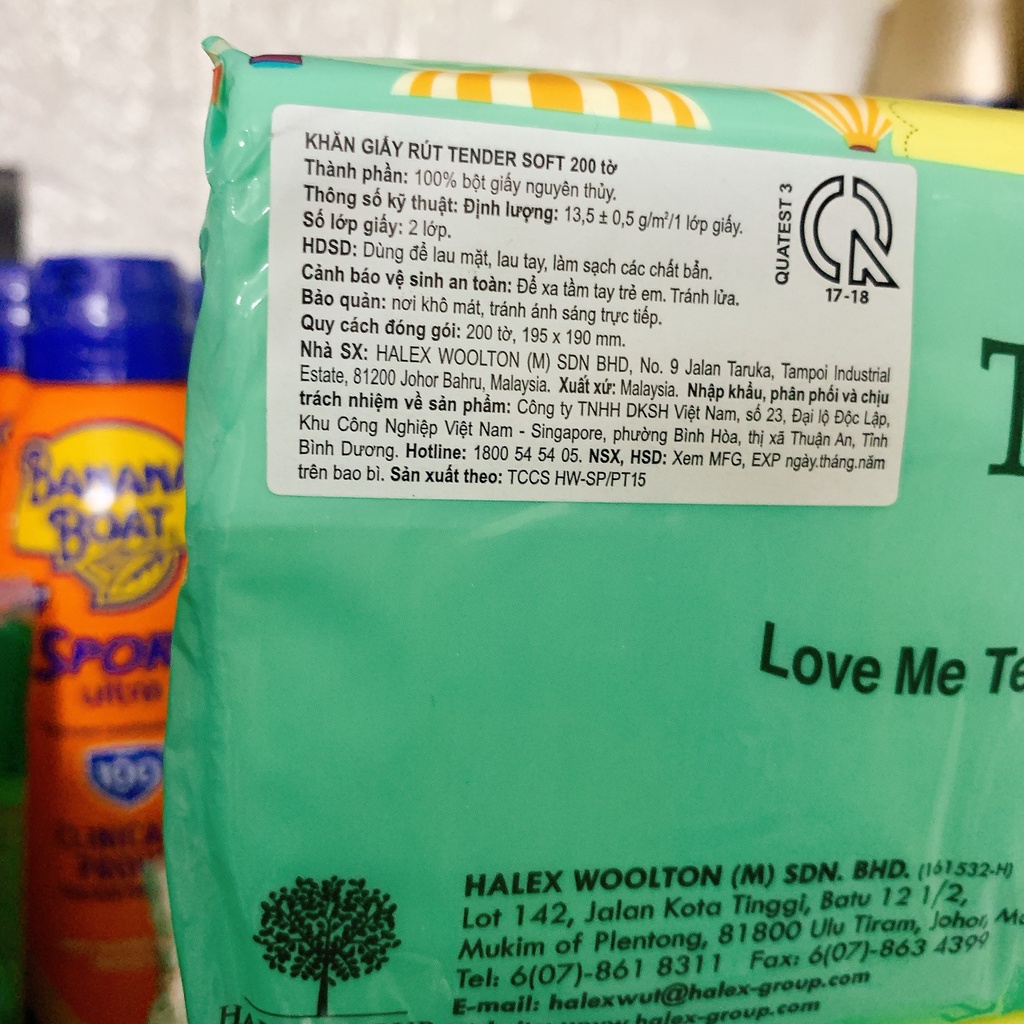 KHĂN GIẤY RÚT TENDER SOFT 200 tờ
Thành phần: 100% bột giấy nguyên thủy.
Thông số kỹ thuật: Định lượng: 13,5 ± 0,5 g/m²/1 lớp giấy.
Số lớp giấy: 2 lớp.
HDSD: Dùng để lau mặt, lau tay, làm sạch các chất bẩn.
Cảnh báo vệ sinh an toàn: Để xa tầm tay trẻ em. Tránh lửa.
Bảo quản: nơi khô mát, tránh ánh sáng trực tiếp.
Quy cách đóng gói: 200 tờ, 195 x 190 mm.
Nhà SX: HALEX WOOLTON (M) SDN BHD, No. 9 Jalan Taruka, Tampoi Industrial
Estate, 81200 Johor Bahru, Malaysia. Xuất xứ: Malaysia. Nhập khẩu, phân phối và chịu
trách nhiệm về sản phẩm: Công ty TNHH DKSH Việt Nam, số 23, Đại lộ Độc Lập,
Khu Công Nghiệp Việt Nam - Singapore, phường Bình Hòa, thị xã Thuận An, Tỉnh
Bình Dương. Hotline: 1800 54 54 05. NSX, HSD: Xem MFG, EXP ngày.tháng.năm
trên bao bì. Sản xuất theo: TCCS HW-SP/PT15
QUATEST 3
17-18
BANANA
BOAT
SPOR
ultra
100
CLINICA
Love Me Te
HALEX WOOLTON (M) SDN. BHD. (161532-H)
Lot 142, Jalan Kota Tinggi, Batu 12 1/2,
Mukim of Plentong, 81800 Ulu Tiram, Johor, Ma
Tel: 6(07)-861 8311 Fax: 6(07)-863 4399
E-mail: halexwut@halex-group.com
www.halex-group.com